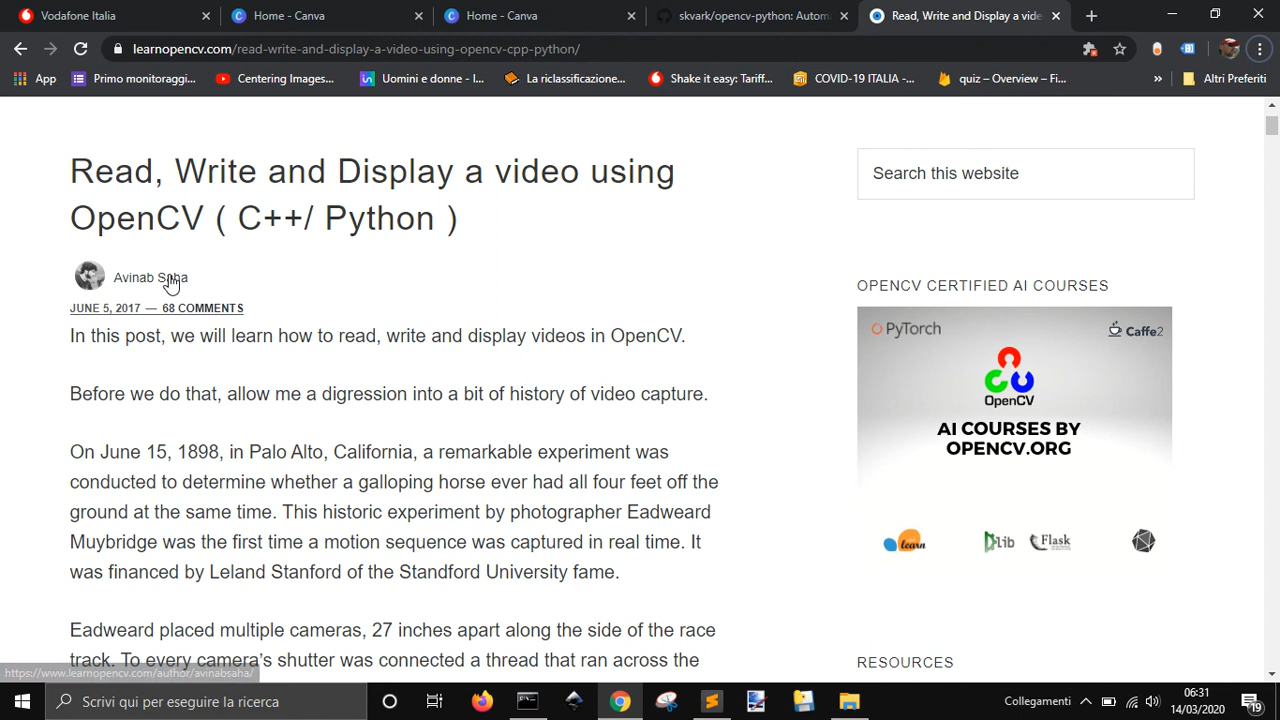 Vodafone Italia
Home - Canva
Home - Canva
skvark/opencv-python: Autom
Read, Write and Display a vide
learnopencv.com/read-write-and-display-a-video-using-opencv-cpp-python/
App
Primo monitoraggi...
Centering Images...
Uomini e donne - I...
La riclassificazione...
Shake it easy: Tariff...
COVID-19 ITALIA -...
quiz – Overview – Fi...
»
Altri Preferiti
Read, Write and Display a video using
OpenCV ( C++/ Python )
Avinab Saha
JUNE 5, 2017 — 68 COMMENTS
In this post, we will learn how to read, write and display videos in OpenCV.
Before we do that, allow me a digression into a bit of history of video capture.
On June 15, 1898, in Palo Alto, California, a remarkable experiment was
conducted to determine whether a galloping horse ever had all four feet off the
ground at the same time. This historic experiment by photographer Eadweard
Muybridge was the first time a motion sequence was captured in real time. It
was financed by Leland Stanford of the Standford University fame.
Eadweard placed multiple cameras, 27 inches apart along the side of the race
track. To every camera's shutter was connected a thread that ran across the
https://www.learnopencv.com/author/avinabsaha/
Search this website
OPENCV CERTIFIED AI COURSES
PyTorch
Caffe2
OpenCV
AI COURSES BY
OPENCV.ORG
learn
Dlib
Flask
RESOURCES
Scrivi qui per eseguire la ricerca
Collegamenti
06:31
14/03/2020
19